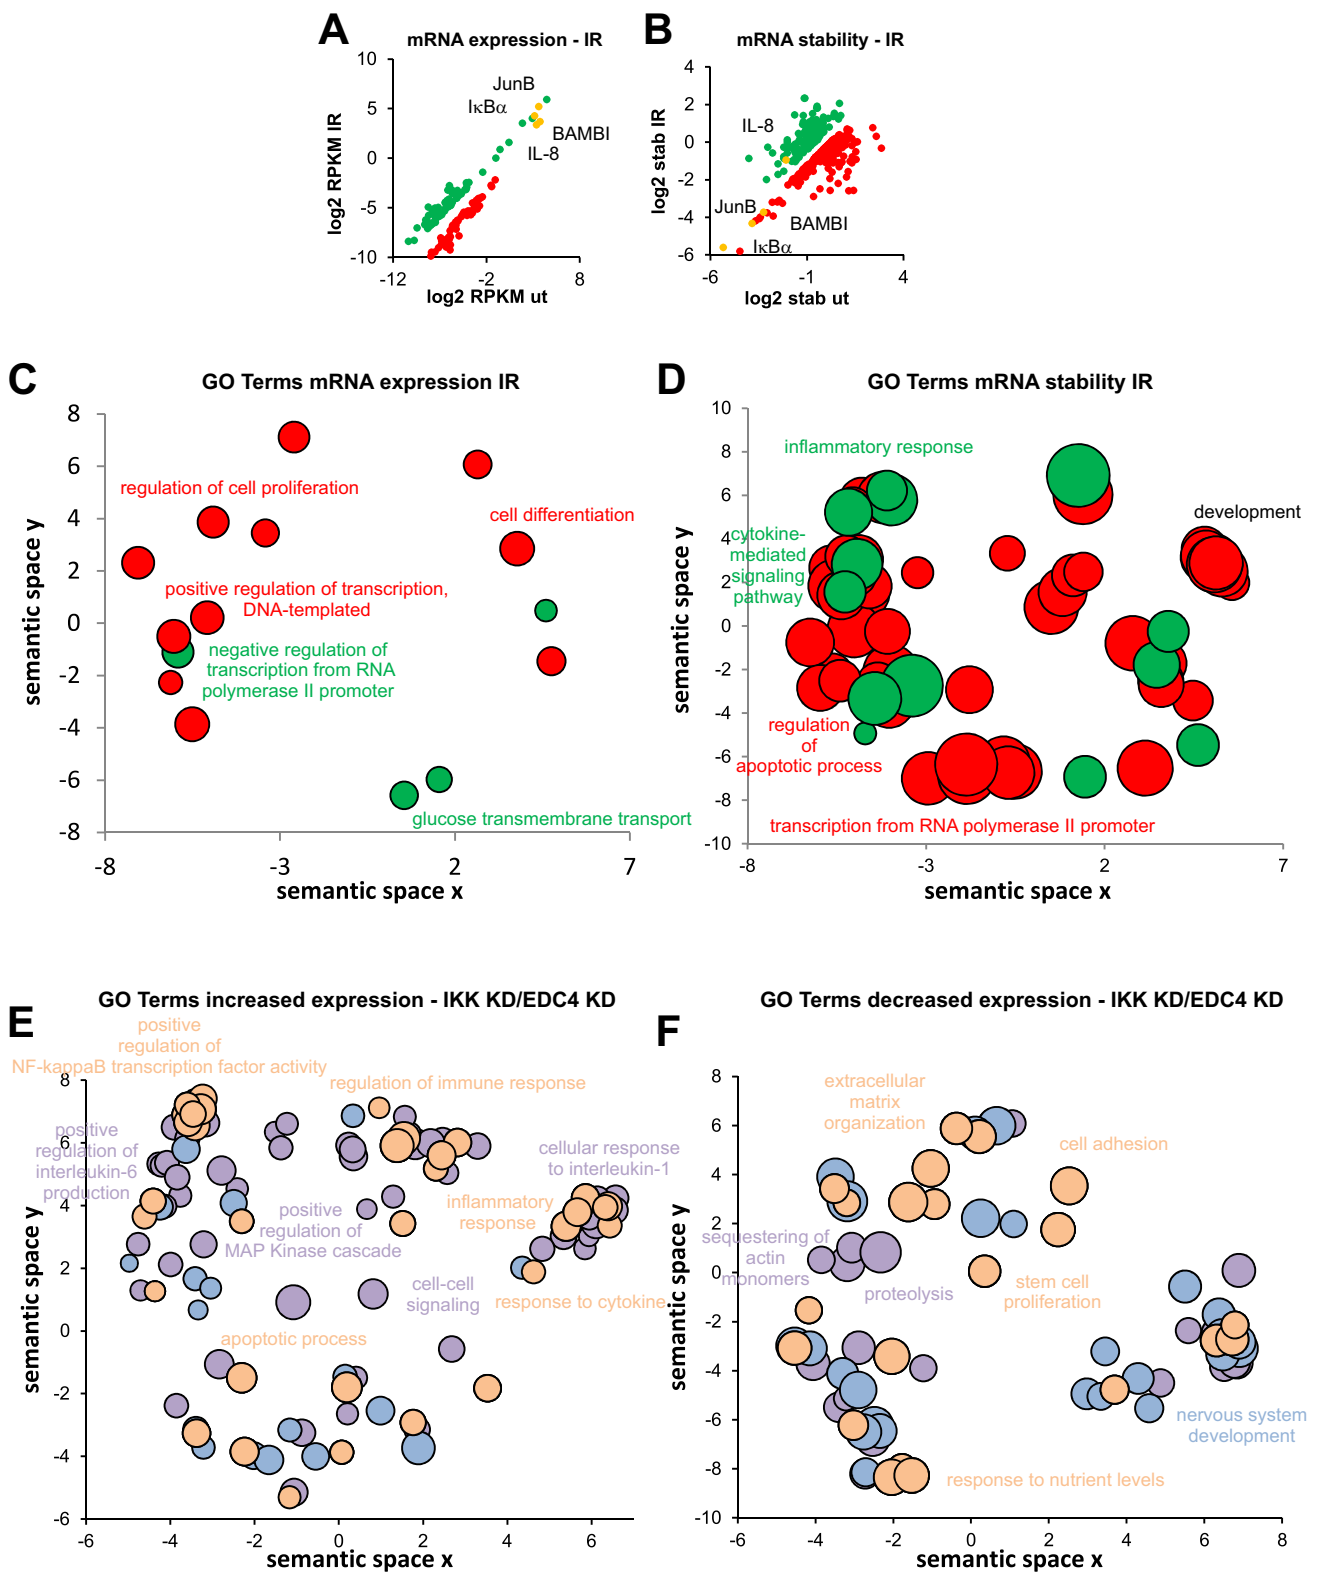 A
mRNA expression - IR
log2 RPKM IR
10
5
0
-5
-10
-12
-2
8
log2 RPKM ut
JunB
IκBα
BAMBI
IL-8
B
mRNA stability - IR
log2 stab IR
4
2
0
-2
-4
-6
-6
-1
4
log2 stab ut
IL-8
JunB
BAMBI
IκBα
C
GO Terms mRNA expression IR
semantic space y
8
6
4
2
0
-2
-4
-6
-8
-8
-3
2
7
semantic space x
regulation of cell proliferation
cell differentiation
positive regulation of transcription,
DNA-templated
negative regulation of
transcription from RNA
polymerase II promoter
glucose transmembrane transport
D
GO Terms mRNA stability IR
semantic space y
10
8
6
4
2
0
-2
-4
-6
-8
-10
-8
-3
2
7
semantic space x
inflammatory response
development
cytokine-
mediated
signaling
pathway
regulation
of
apoptotic process
transcription from RNA polymerase II promoter
E
GO Terms increased expression - IKK KD/EDC4 KD
semantic space y
8
6
4
2
0
-2
-4
-6
-6
-4
-2
0
2
4
6
semantic space x
positive
regulation of
NF-kappaB transcription factor activity
regulation of immune response
positive
regulation of
interleukin-6
production
cellular response
to interleukin-1
positive
regulation of
MAP Kinase cascade
inflammatory
response
cell-cell
signaling
response to cytokine
apoptotic process
F
GO Terms decreased expression - IKK KD/EDC4 KD
semantic space y
8
6
4
2
0
-2
-4
-6
-8
-10
-6
-4
-2
0
2
4
6
8
semantic space x
extracellular
matrix
organization
cell adhesion
sequestering of
actin
monomers
proteolysis
stem cell
proliferation
nervous system
development
response to nutrient levels